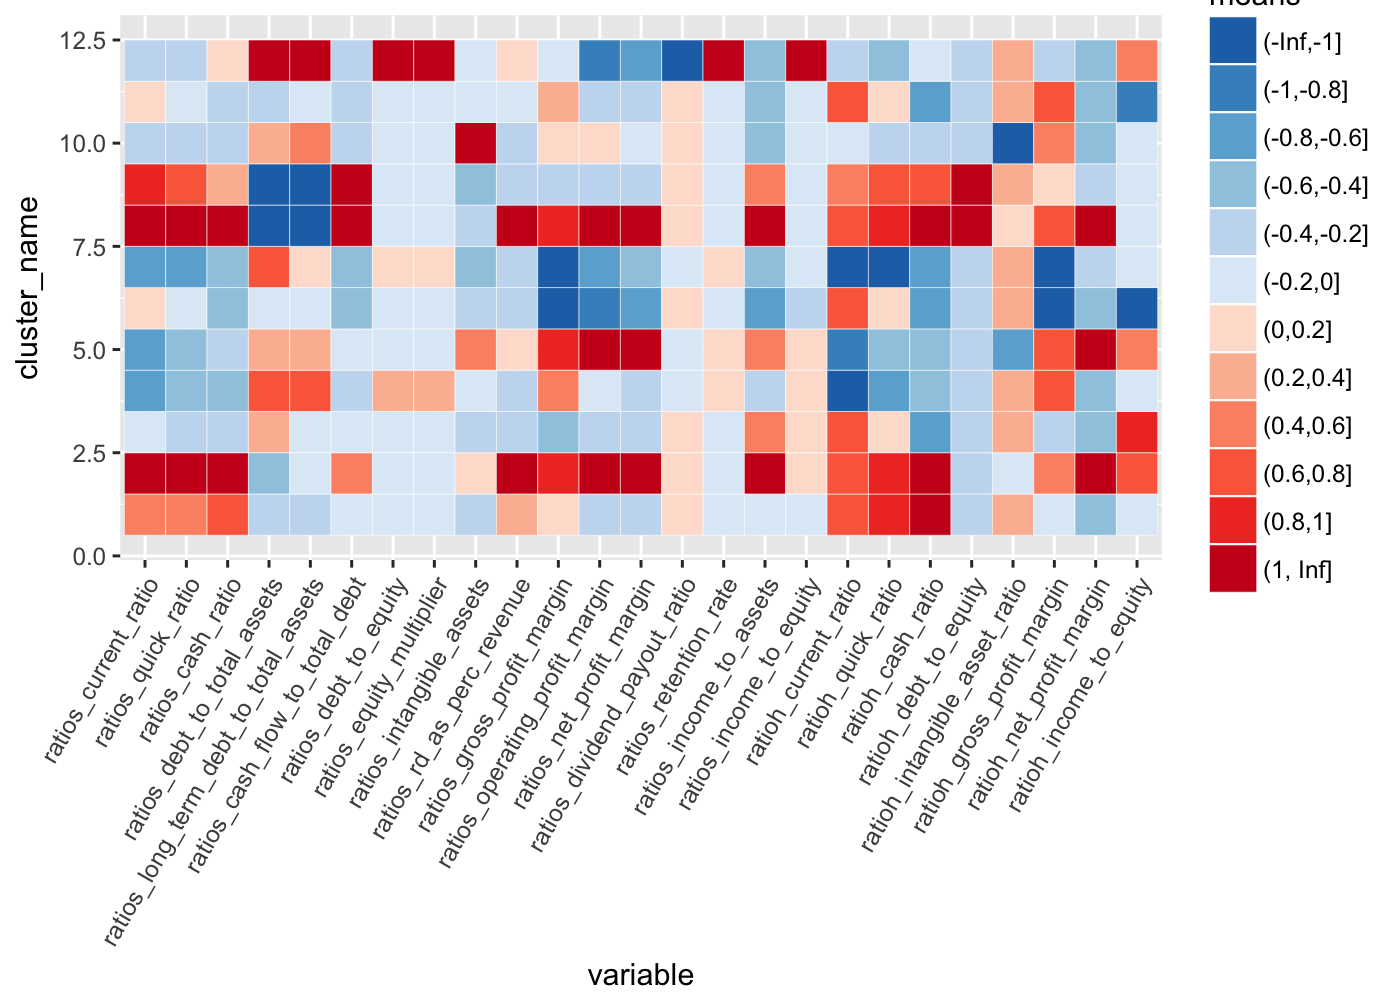 means
(-Inf,-1]
(-1,-0.8]
(-0.8,-0.6]
(-0.6,-0.4]
(-0.4,-0.2]
(-0.2,0]
(0,0.2]
(0.2,0.4]
(0.4,0.6]
(0.6,0.8]
(0.8,1]
(1, Inf]
cluster_name
12.5
10.0
7.5
5.0
2.5
0.0
ratios_current_ratio
ratios_quick_ratio
ratios_cash_ratio
ratios_debt_to_total_assets
ratios_long_term_debt_to_total_assets
ratios_cash_flow_to_total_debt
ratios_debt_to_equity
ratios_equity_multiplier
ratios_intangible_assets
ratios_rd_as_perc_revenue
ratios_gross_profit_margin
ratios_operating_profit_margin
ratios_net_profit_margin
ratios_dividend_payout_ratio
ratios_retention_rate
ratios_income_to_assets
ratios_income_to_equity
ratioh_current_ratio
ratioh_quick_ratio
ratioh_cash_ratio
ratioh_debt_to_equity
ratioh_intangible_asset_ratio
ratioh_gross_profit_margin
ratioh_net_profit_margin
ratioh_income_to_equity
variable